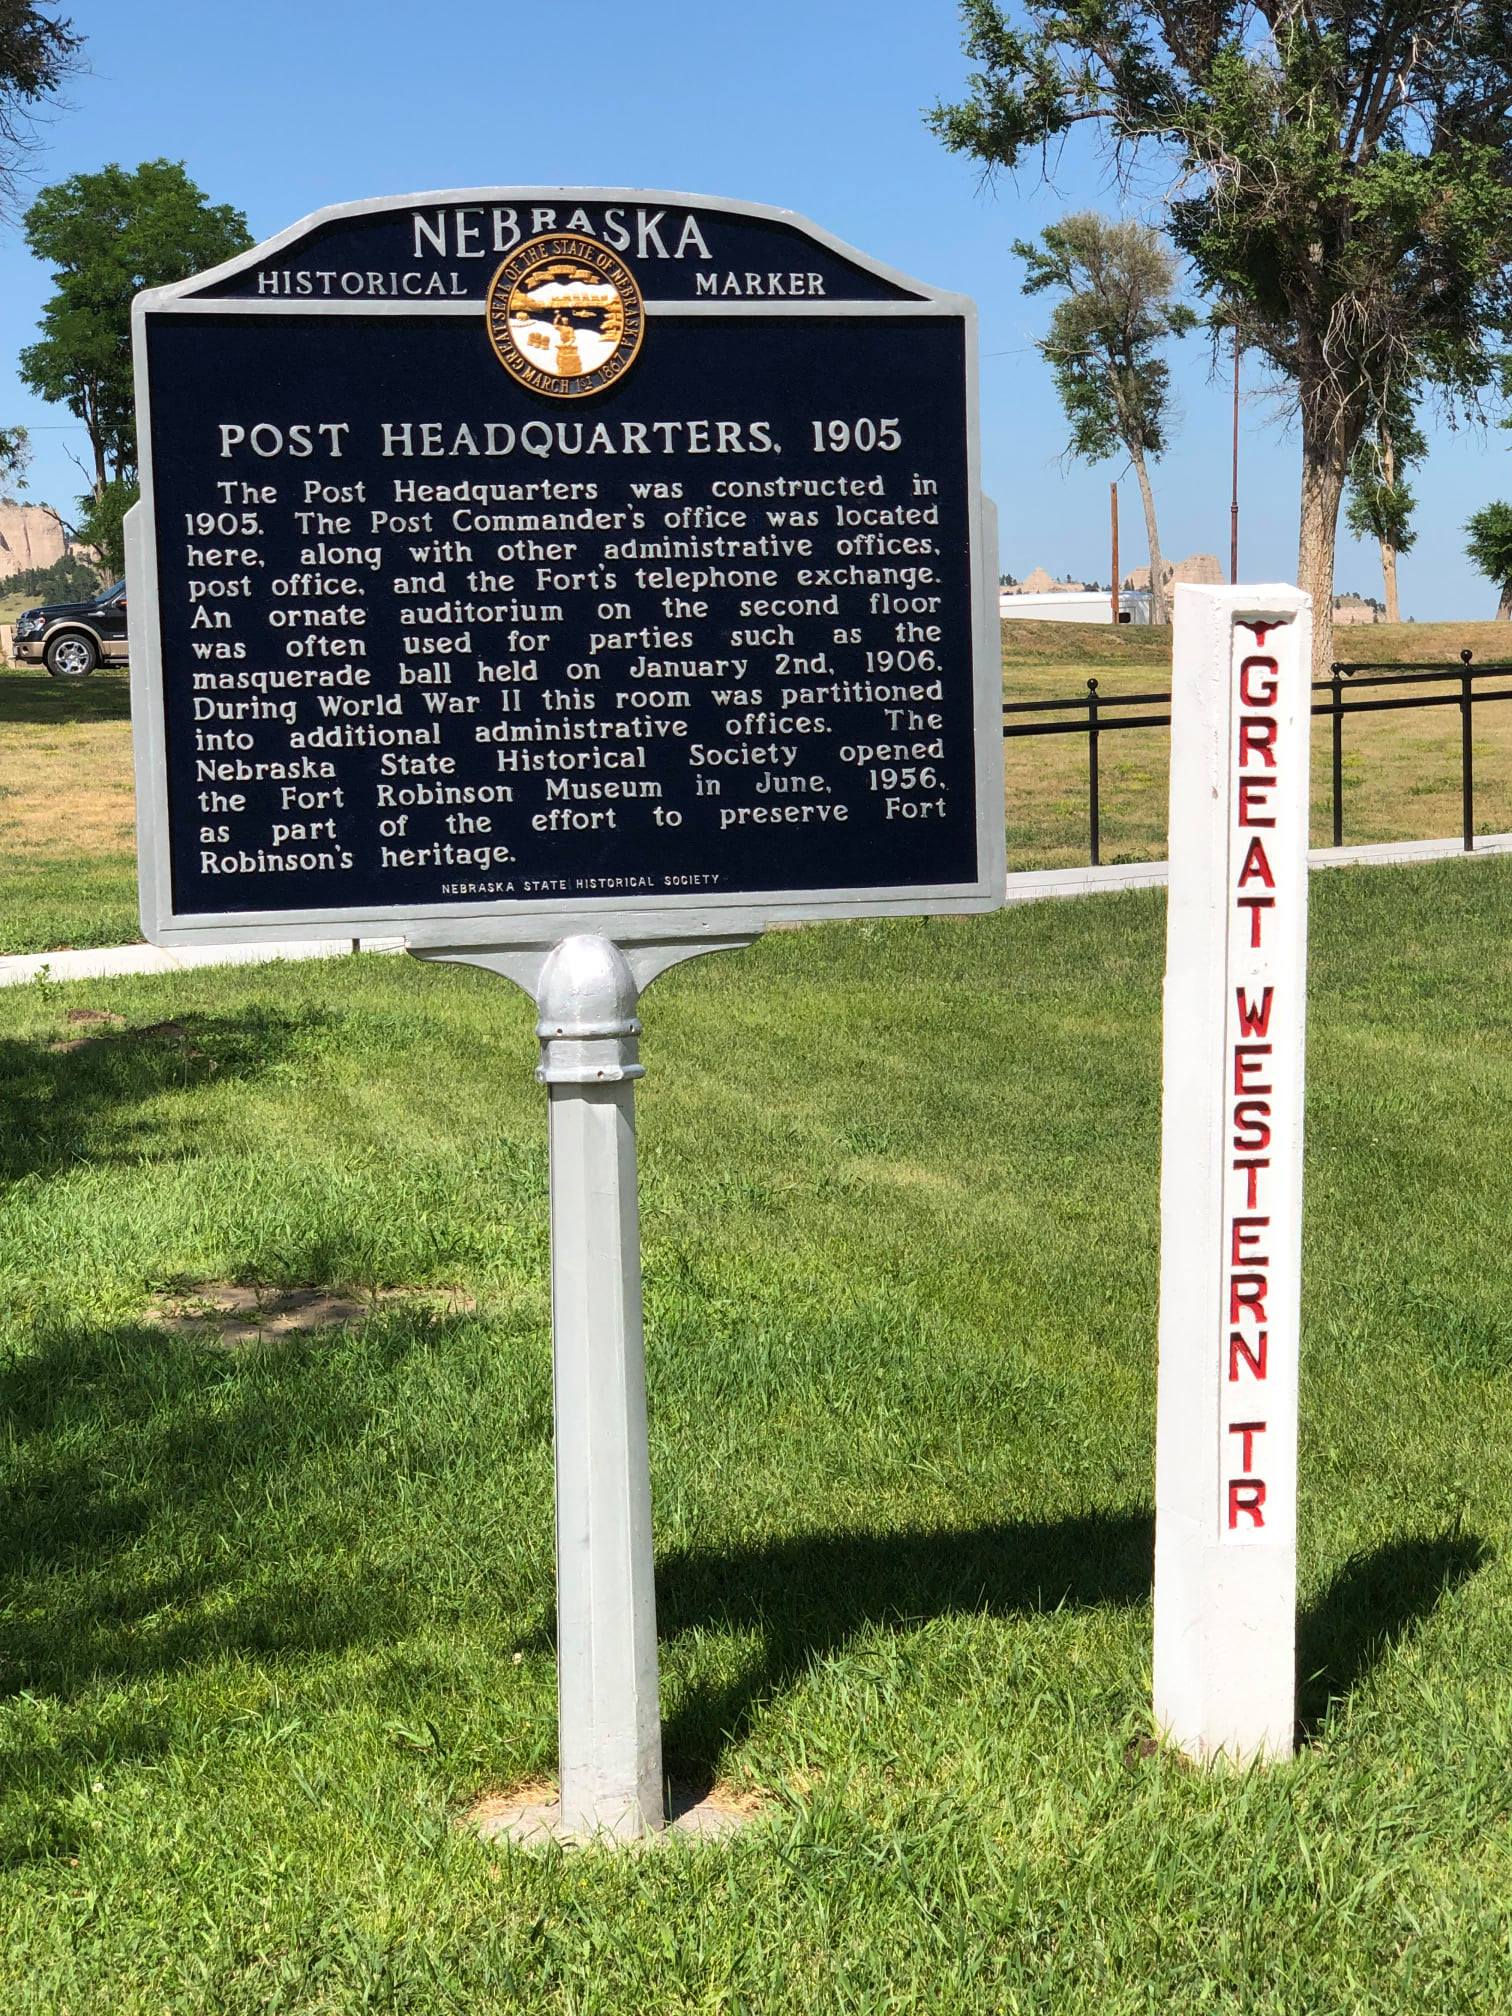 NEBRASKA
HISTORICAL MARKER
GREAT SEAL OF THE STATE OF NEBRASKA
MARCH 1ST 1867
POST HEADQUARTERS, 1905
The Post Headquarters was constructed in
1905. The Post Commander's office was located
here, along with other administrative offices,
post office, and the Fort's telephone exchange.
An ornate auditorium on the second floor
was often used for parties such as the
masquerade ball held on January 2nd, 1906.
During World War II this room was partitioned
into additional administrative offices. The
Nebraska State Historical Society opened
the Fort Robinson Museum in June, 1956,
as part of the effort to preserve Fort
Robinson's heritage.
NEBRASKA STATE HISTORICAL SOCIETY
GREAT WESTERN TR